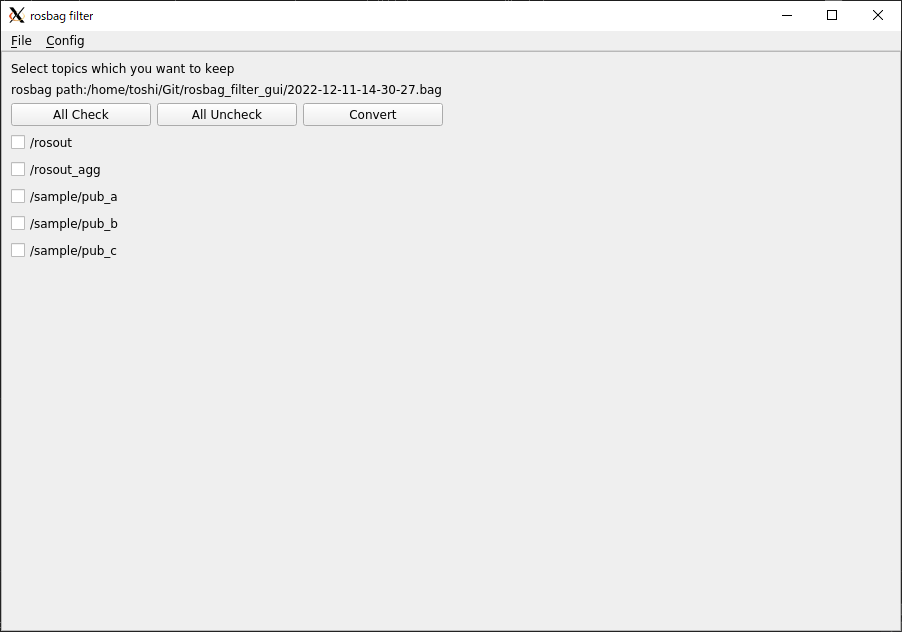 rosbag filter
File Config
Select topics which you want to keep
rosbag path:/home/toshi/Git/rosbag_filter_gui/2022-12-11-14-30-27.bag
All Check All Uncheck Convert
/rosout
/rosout_agg
/sample/pub_a
/sample/pub_b
/sample/pub_c